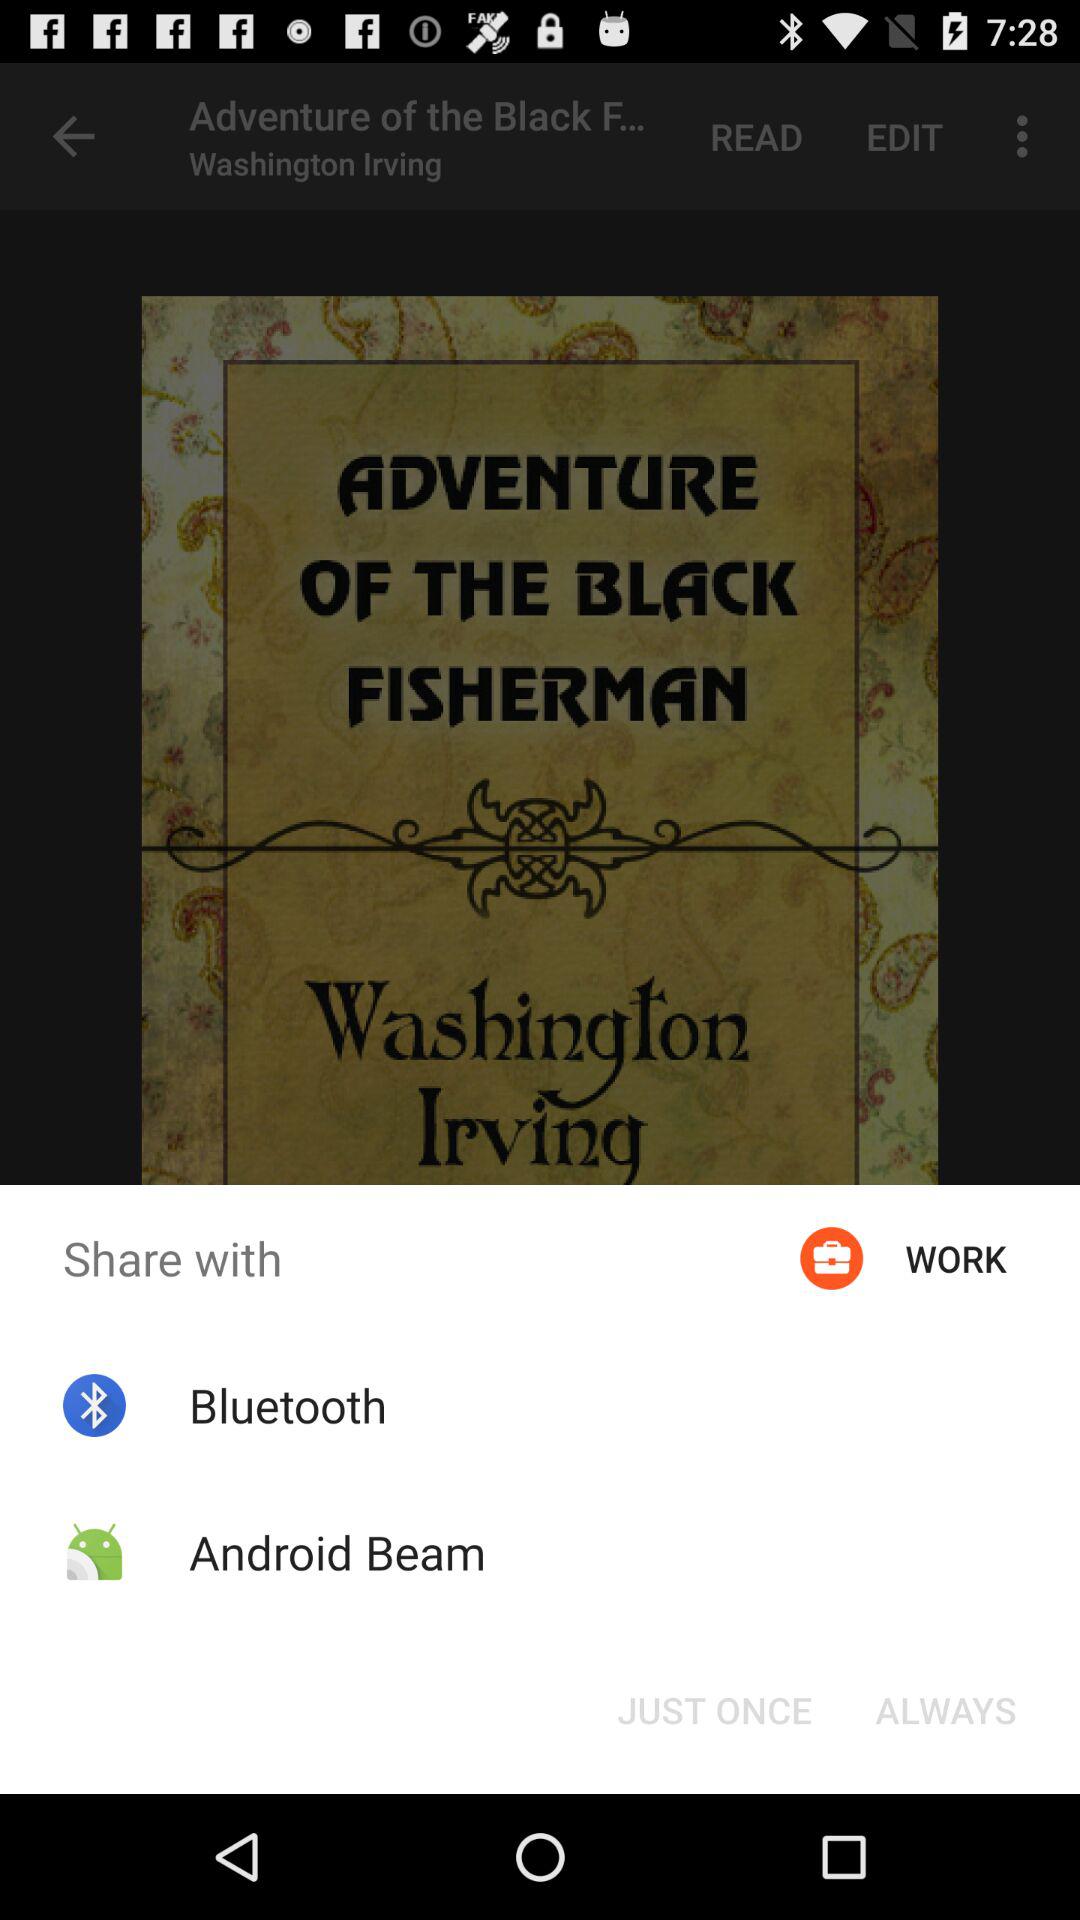 FAKE
7:28
Adventure of the Black F...
Washington Irving
READ
EDIT
ADVENTURE
OF THE BLACK
FISHERMAN
Washington
Irving
Share with
WORK
Bluetooth
Android Beam
JUST ONCE
ALWAYS